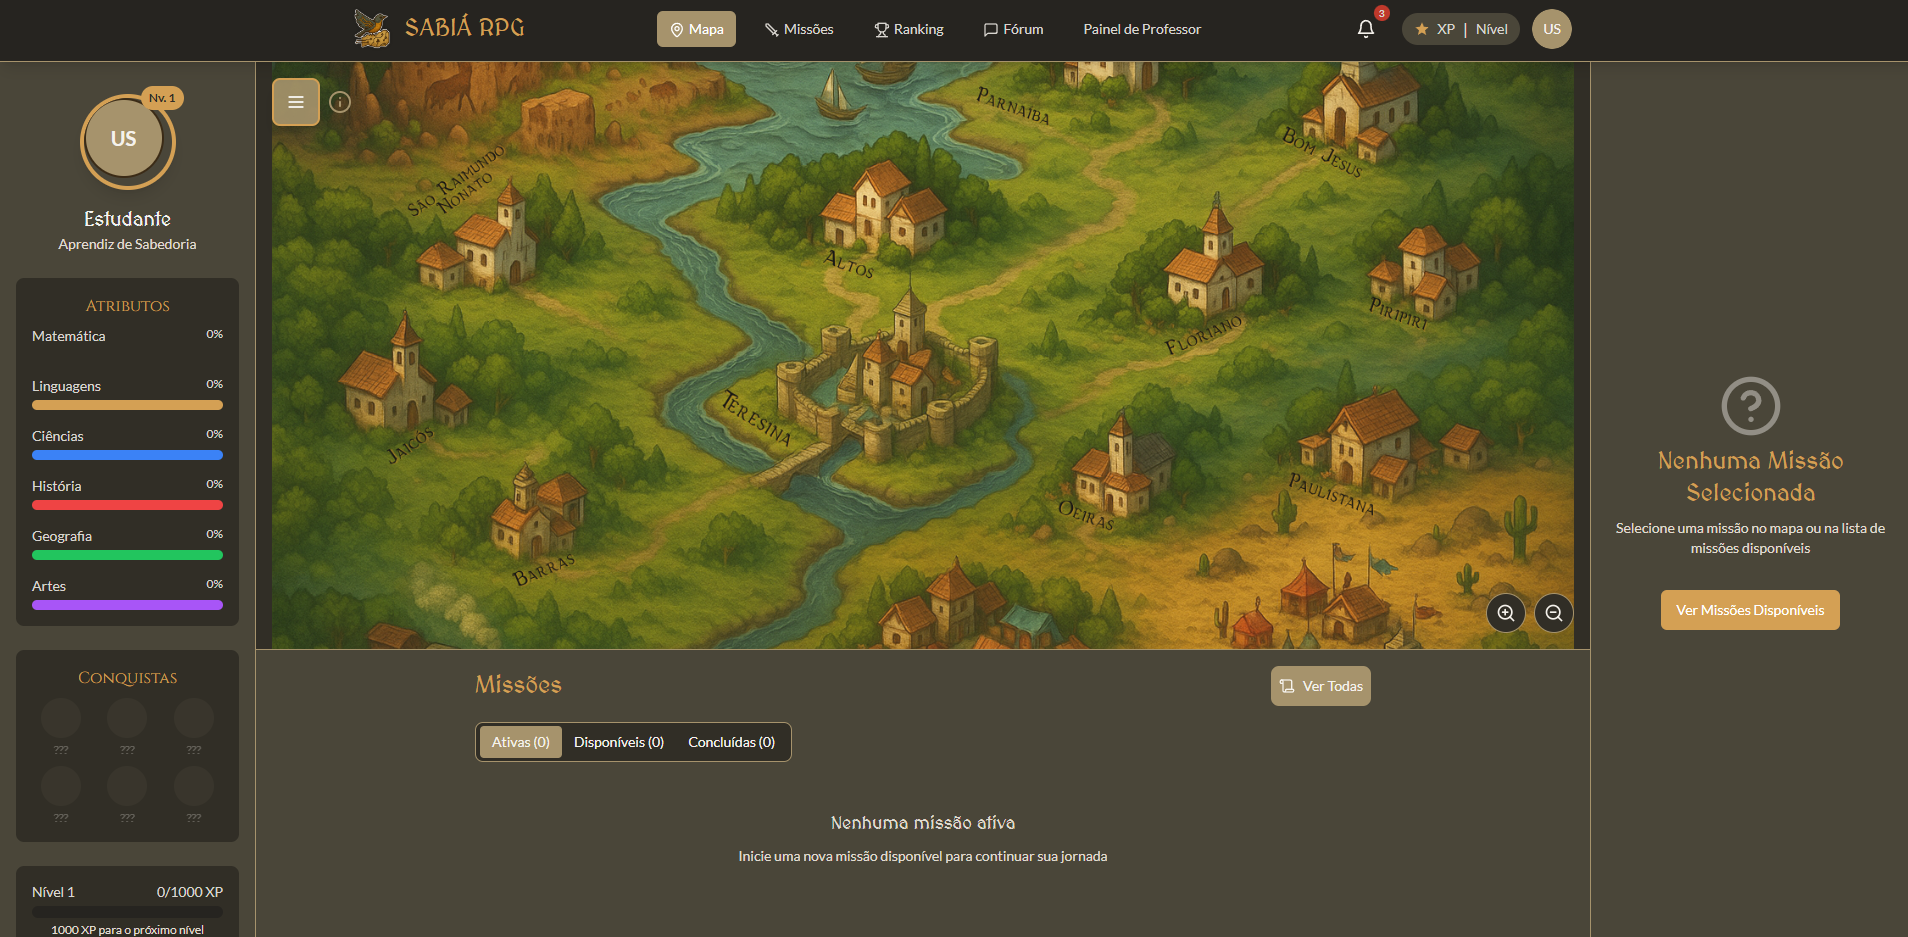 SABIÁ RPG
Mapa
Missões
Ranking
Fórum
Painel de Professor
3
XP | Nível
US
Nv. 1
US
Estudante
Aprendiz de Sabedoria
Atributos
Matemática 0%
Linguagens 0%
Ciências 0%
História 0%
Geografia 0%
Artes 0%
Conquistas
??? ??? ???
??? ??? ???
Nível 1 0/1000 XP
1000 XP para o próximo nível
Parnaíba
Bom Jesus
São Raimundo
Nonato
Altos
Piripiri
Floriano
Teresina
Jaicós
Paulistana
Oeiras
Barras
Missões
Ver Todas
Ativas (0) Disponíveis (0) Concluídas (0)
Nenhuma missão ativa
Inicie uma nova missão disponível para continuar sua jornada
Nenhuma Missão
Selecionada
Selecione uma missão no mapa ou na lista de
missões disponíveis
Ver Missões Disponíveis